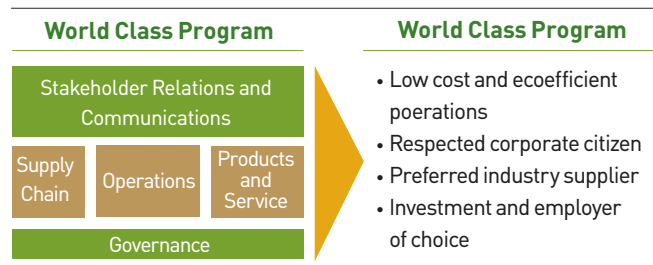 World Class Program
Stakeholder Relations and
Communications
Supply
Chain
Operations
Products
and
Service
Governance
World Class Program
• Low cost and ecoefficient
poerations
• Respected corporate citizen
• Preferred industry supplier
• Investment and employer
of choice